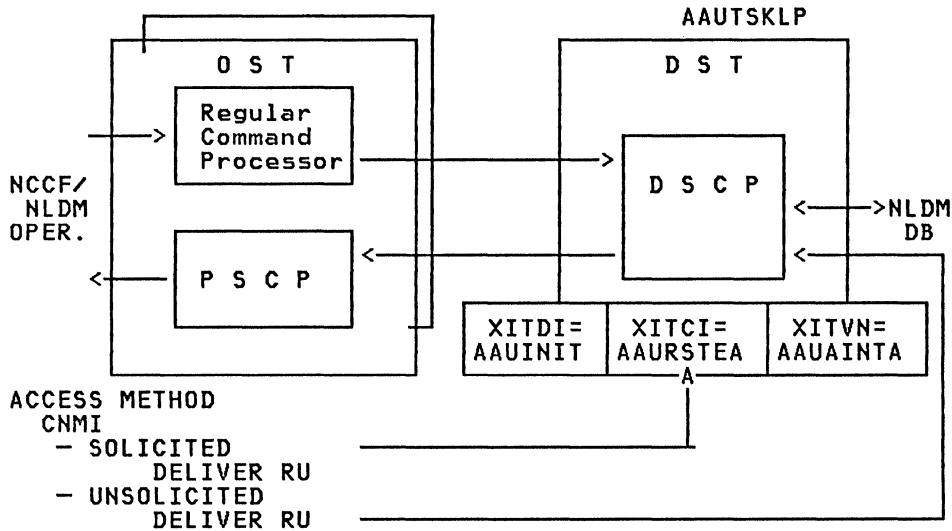 AAUTSKLP
O S T
D S T
Regular
Command
Processor
D S C P
NCCF/
NLDM
OPER.
NLDM
DB
P S C P
XITDI=
AAUINIT
XITCI=
AAURSTEA
XITVN=
AAUAINTA
ACCESS METHOD
CNMI
- SOLICITED
DELIVER RU
- UNSOLICITED
DELIVER RU